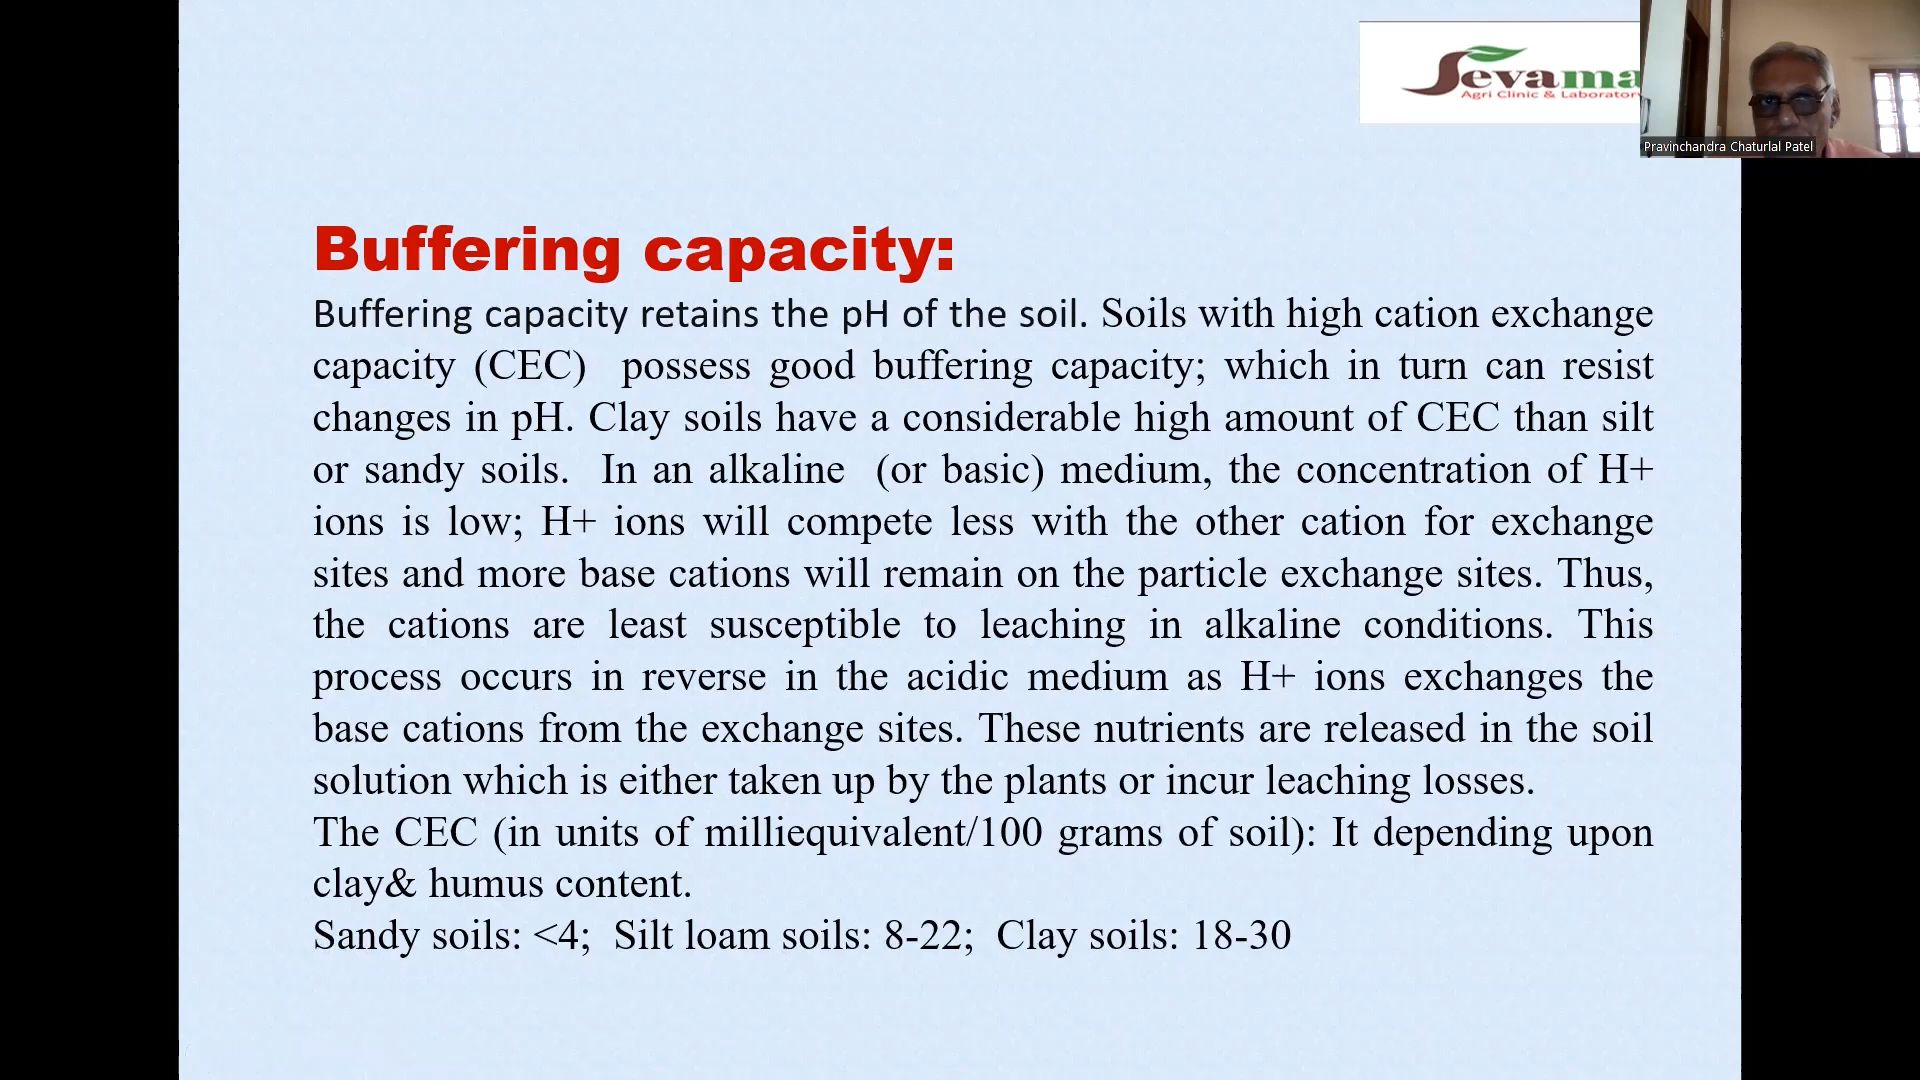 Sevama
Agri Clinic & Laboratory
Pravinchandra Chaturlal Patel
Buffering capacity:
Buffering capacity retains the pH of the soil. Soils with high cation exchange
capacity (CEC)  possess good buffering capacity; which in turn can resist
changes in pH. Clay soils have a considerable high amount of CEC than silt
or sandy soils.  In an alkaline  (or basic) medium, the concentration of H+
ions is low; H+ ions will compete less with the other cation for exchange
sites and more base cations will remain on the particle exchange sites. Thus,
the cations are least susceptible to leaching in alkaline conditions. This
process occurs in reverse in the acidic medium as H+ ions exchanges the
base cations from the exchange sites. These nutrients are released in the soil
solution which is either taken up by the plants or incur leaching losses.
The CEC (in units of milliequivalent/100 grams of soil): It depending upon
clay& humus content.
Sandy soils: <4;  Silt loam soils: 8-22;  Clay soils: 18-30